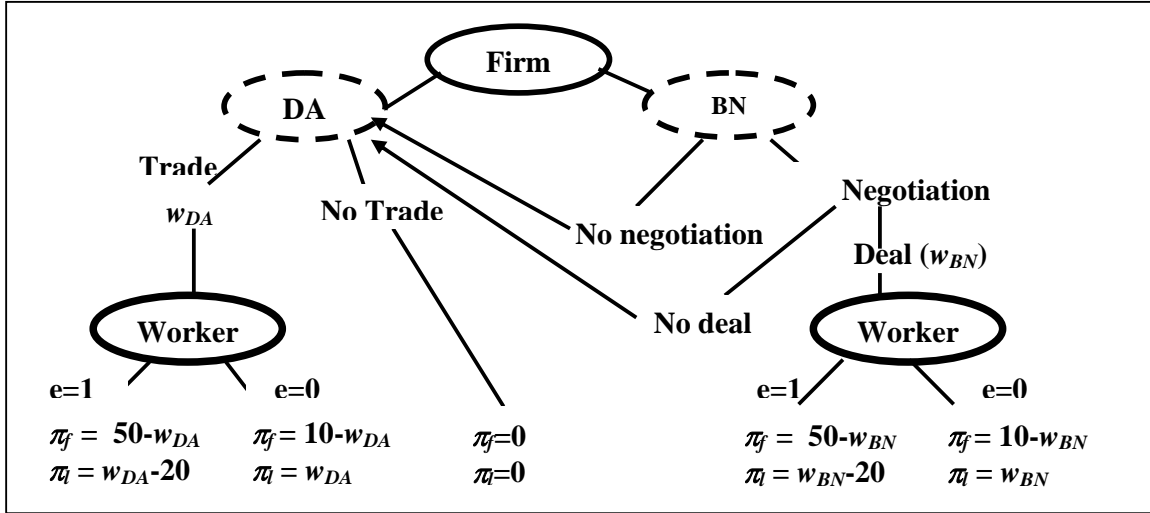 Firm
DA
BN
Trade
w_DA
No Trade
No negotiation
Negotiation
Deal (w_BN)
No deal
Worker
Worker
e=1
e=0
e=1
e=0
π_f = 50-w_DA
π_f = 10-w_DA
π_f=0
π_f = 50-w_BN
π_f = 10-w_BN
π_l = w_DA-20
π_l = w_DA
π_l=0
π_l = w_BN-20
π_l = w_BN